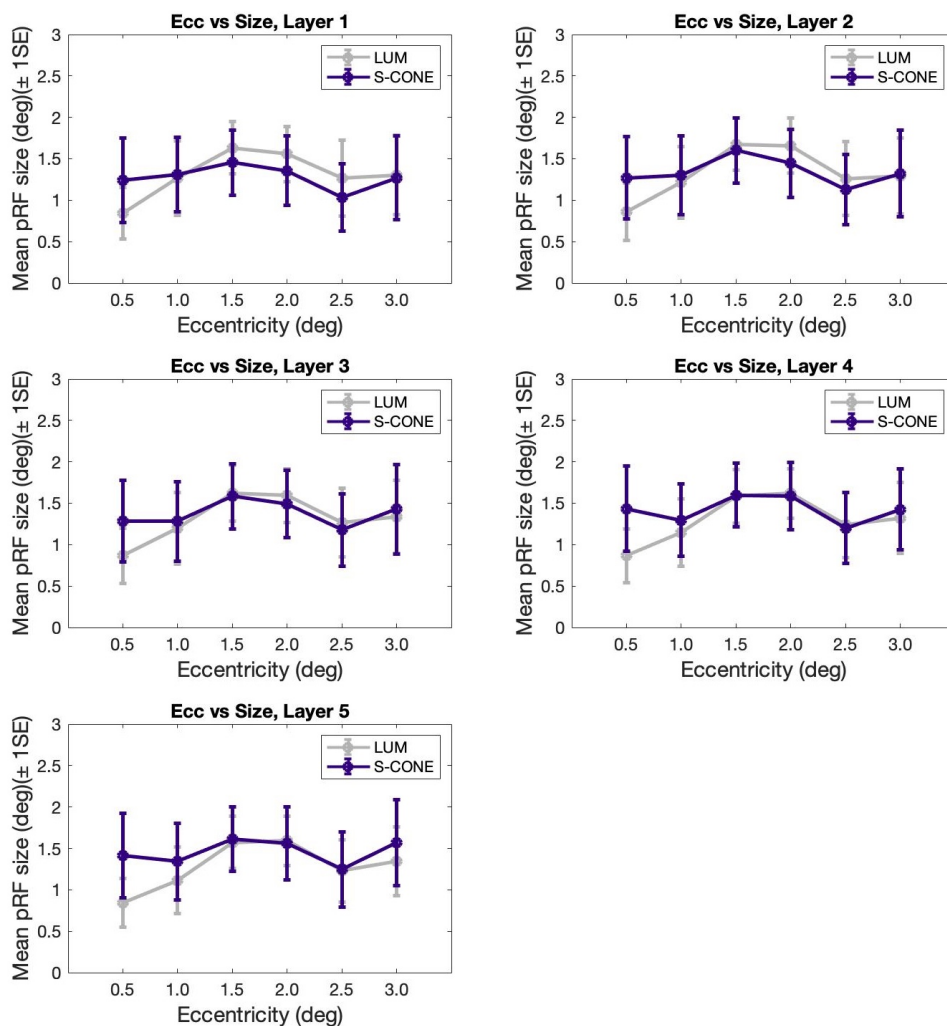 Ecc vs Size, Layer 1
Mean pRF size (deg)(± 1SE)
3
2.5
2
1.5
1
0.5
0
LUM
S-CONE
0.5 1.0 1.5 2.0 2.5 3.0
Eccentricity (deg)
Ecc vs Size, Layer 2
Mean pRF size (deg)(± 1SE)
3
2.5
2
1.5
1
0.5
0
LUM
S-CONE
0.5 1.0 1.5 2.0 2.5 3.0
Eccentricity (deg)
Ecc vs Size, Layer 3
Mean pRF size (deg)(± 1SE)
3
2.5
2
1.5
1
0.5
0
LUM
S-CONE
0.5 1.0 1.5 2.0 2.5 3.0
Eccentricity (deg)
Ecc vs Size, Layer 4
Mean pRF size (deg)(± 1SE)
3
2.5
2
1.5
1
0.5
0
LUM
S-CONE
0.5 1.0 1.5 2.0 2.5 3.0
Eccentricity (deg)
Ecc vs Size, Layer 5
Mean pRF size (deg)(± 1SE)
3
2.5
2
1.5
1
0.5
0
LUM
S-CONE
0.5 1.0 1.5 2.0 2.5 3.0
Eccentricity (deg)